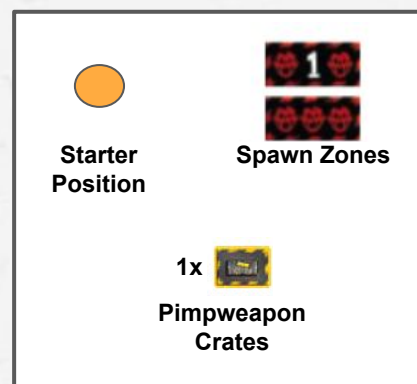 1
Starter
Position
Spawn Zones
1x
Pimpweapon
Crates